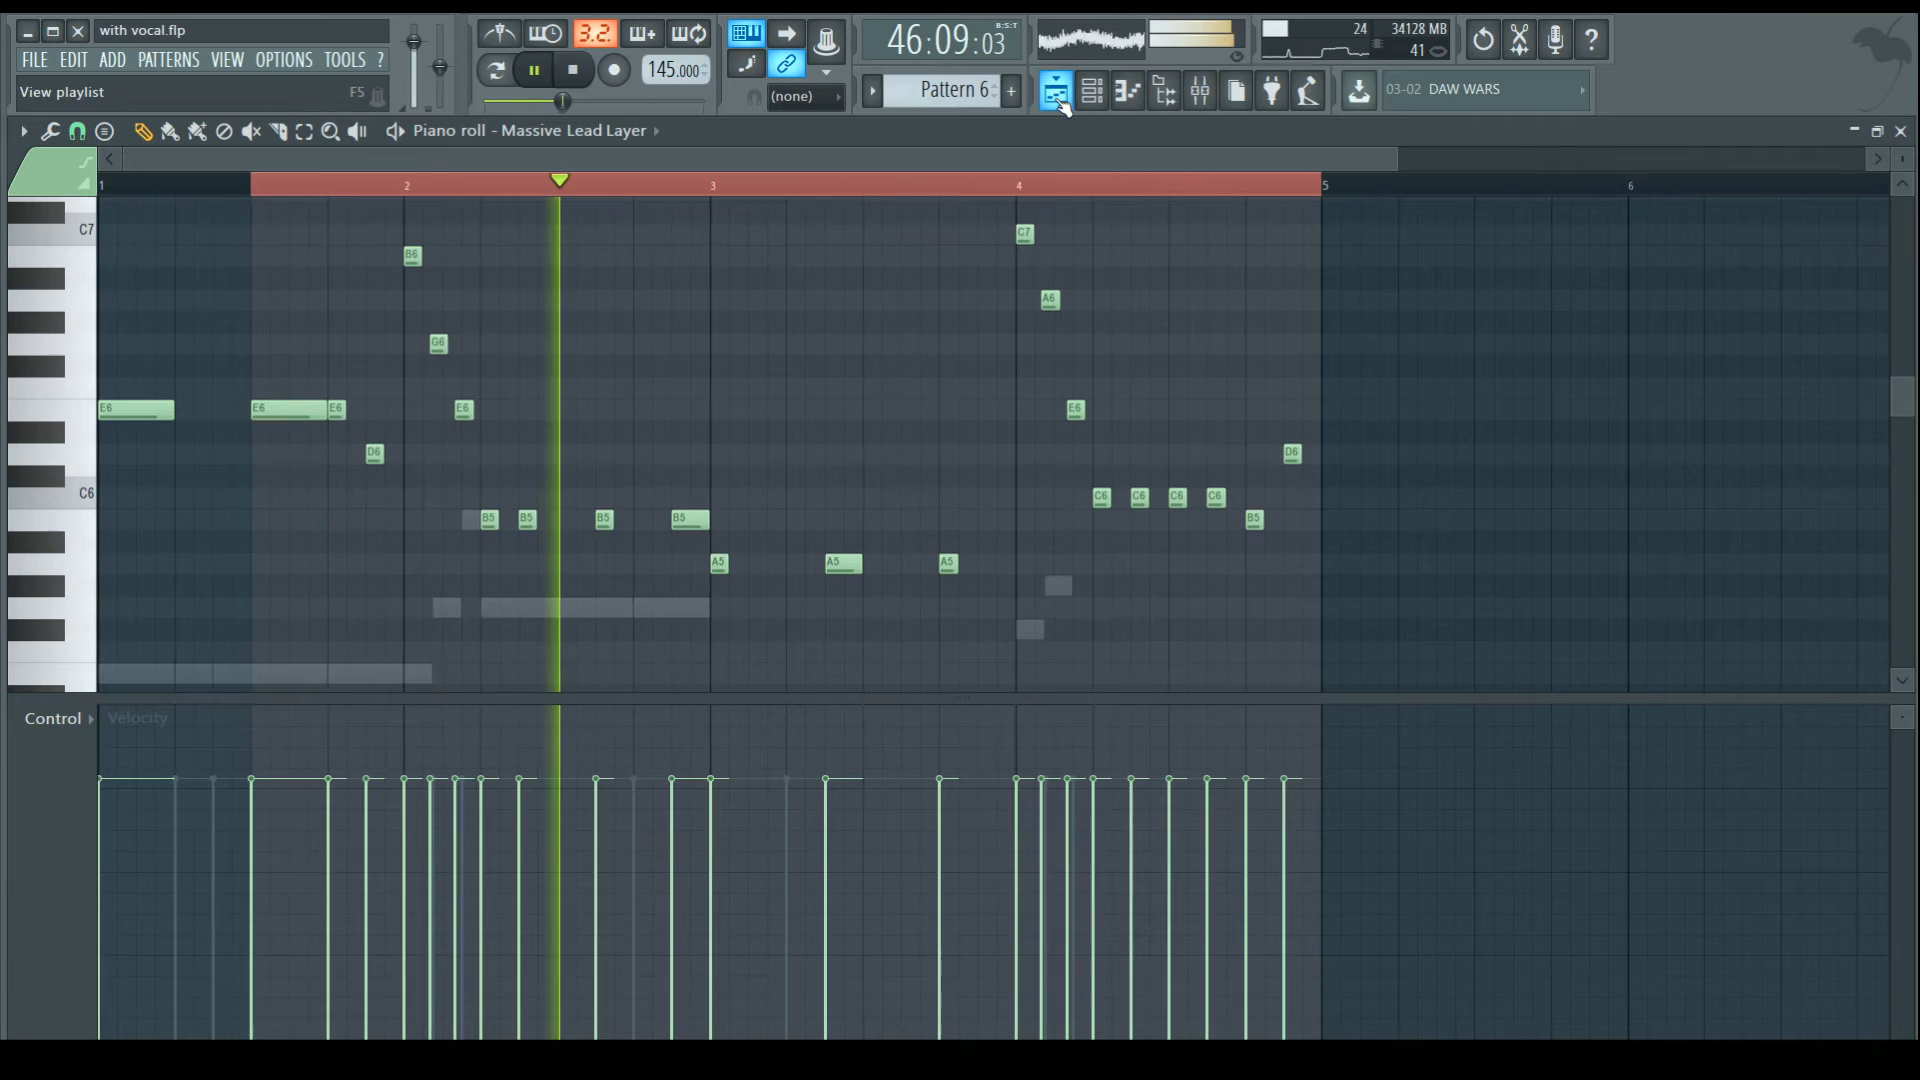 with vocal.flp
FILE EDIT ADD PATTERNS VIEW OPTIONS TOOLS ?
View playlist F5
3.2.
145.000
(none)
46:09:03
B:S:T
Pattern 6
24
34128 MB
41
03-02 DAW WARS
Piano roll - Massive Lead Layer
1 2 3 4 5 6
C7
C6
C7
B6
A6
G6
E6 E6 E6 E6 E6
D6 D6
C6 C6 C6 C6
B5 B5 B5 B5 B5
A5 A5 A5
Control Velocity